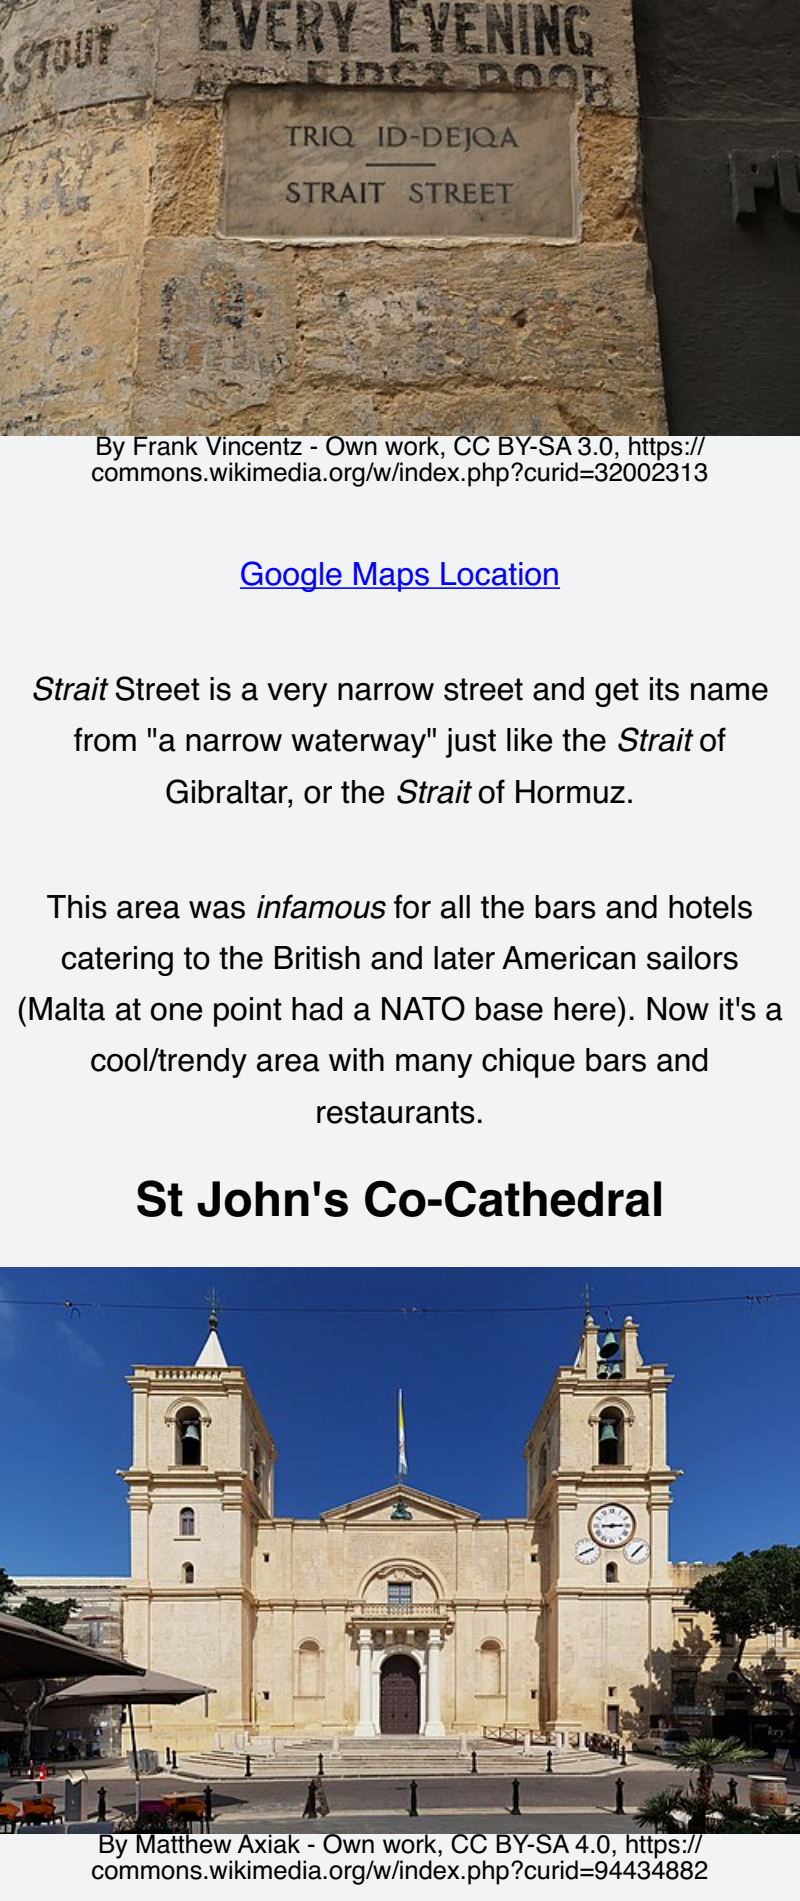 & STOUT
EVERY EVENING
FIRST DOOR
TRIQ ID-DEJQA
STRAIT STREET
PU
By Frank Vincentz - Own work, CC BY-SA 3.0, https://
commons.wikimedia.org/w/index.php?curid=32002313
Google Maps Location
Strait Street is a very narrow street and get its name
from "a narrow waterway" just like the Strait of
Gibraltar, or the Strait of Hormuz.
This area was infamous for all the bars and hotels
catering to the British and later American sailors
(Malta at one point had a NATO base here). Now it's a
cool/trendy area with many chique bars and
restaurants.
St John's Co-Cathedral
By Matthew Axiak - Own work, CC BY-SA 4.0, https://
commons.wikimedia.org/w/index.php?curid=94434882